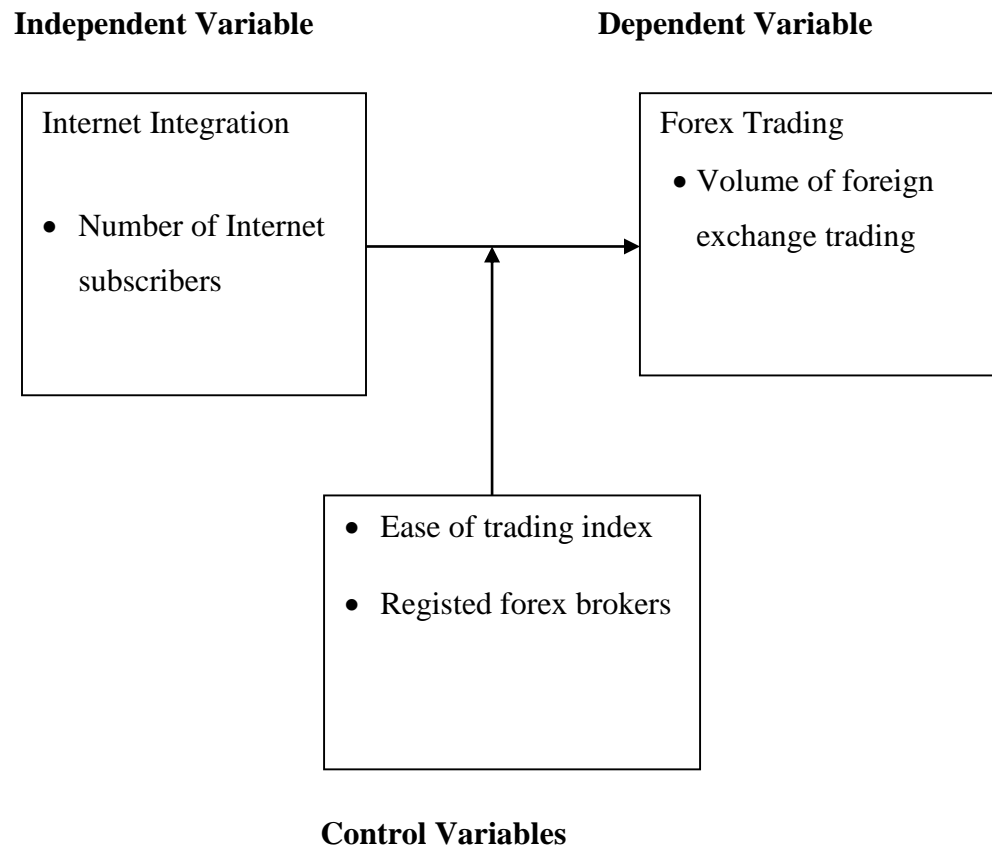 Independent Variable
Dependent Variable
Internet Integration
• Number of Internet
subscribers
Forex Trading
• Volume of foreign
exchange trading
• Ease of trading index
• Registed forex brokers
Control Variables